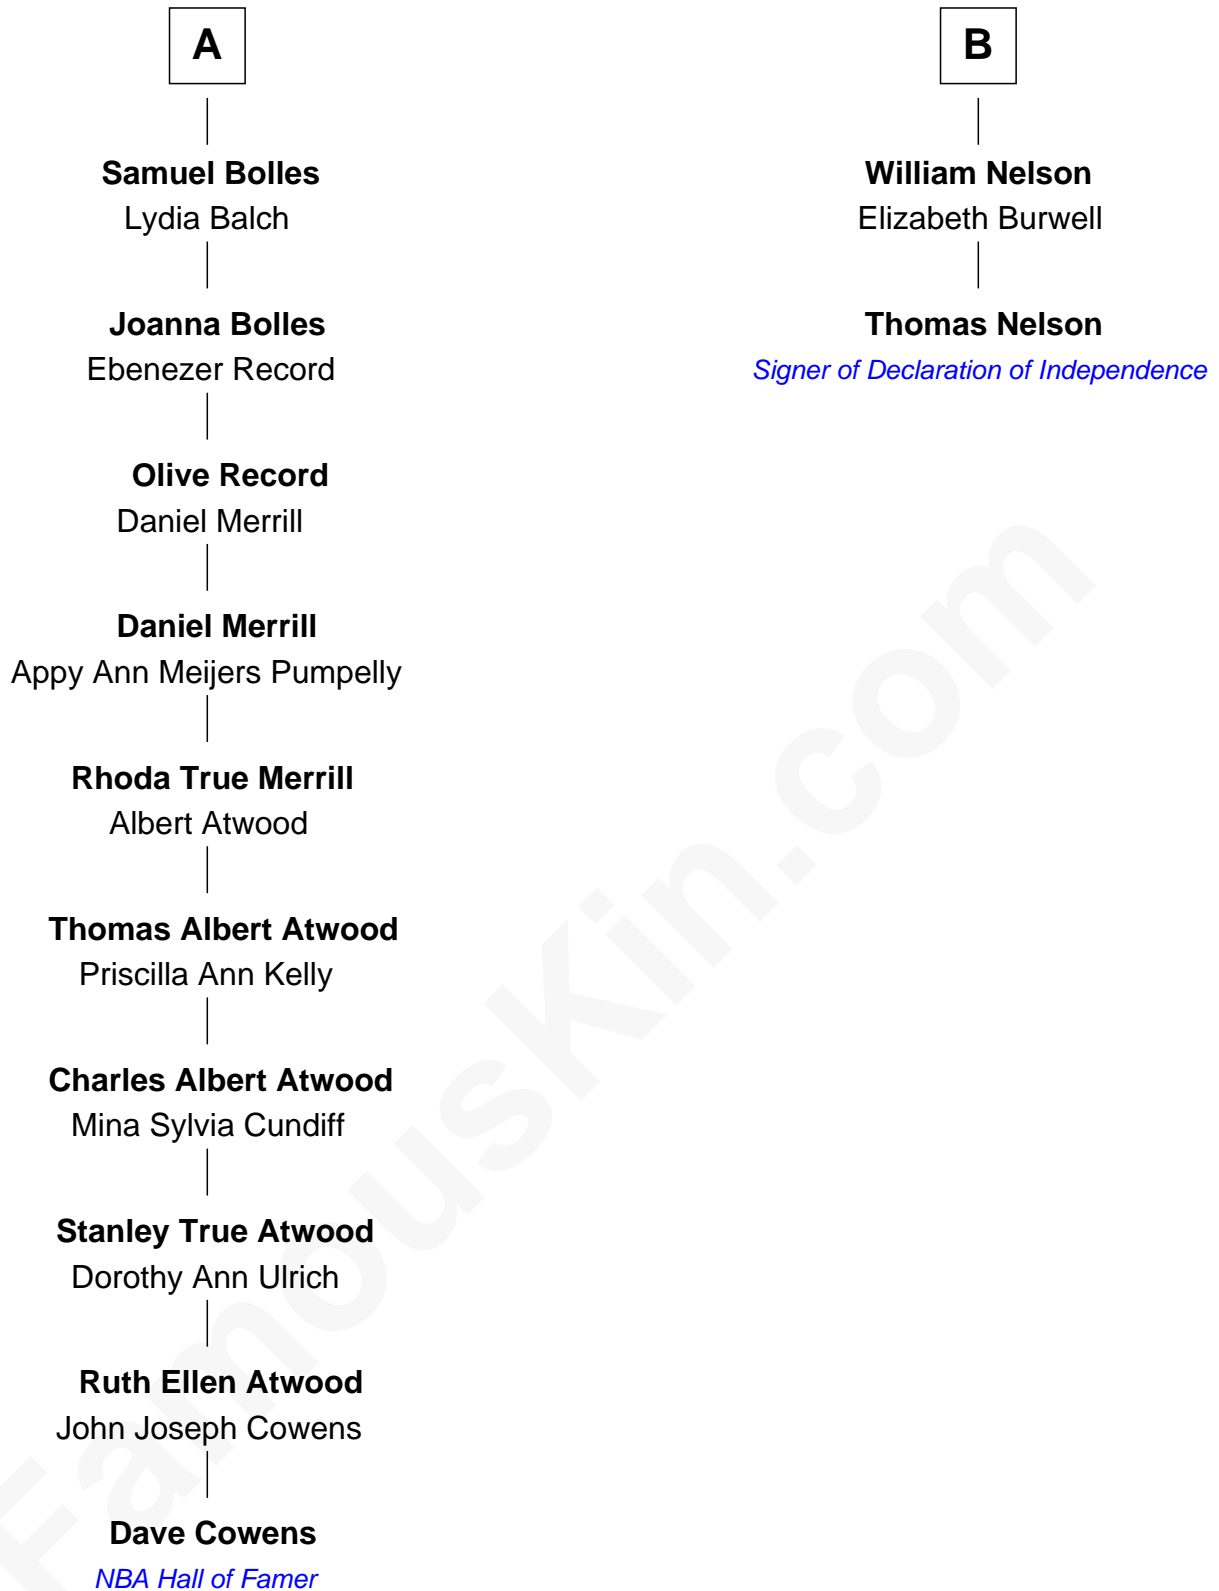 A
Samuel Bolles
Lydia Balch
Joanna Bolles
Ebenezer Record
Olive Record
Daniel Merrill
Daniel Merrill
Appy Ann Meijers Pumpelly
Rhoda True Merrill
Albert Atwood
Thomas Albert Atwood
Priscilla Ann Kelly
Charles Albert Atwood
Mina Sylvia Cundiff
Stanley True Atwood
Dorothy Ann Ulrich
Ruth Ellen Atwood
John Joseph Cowens
Dave Cowens
NBA Hall of Famer
B
William Nelson
Elizabeth Burwell
Thomas Nelson
Signer of Declaration of Independence
FamousKin.com